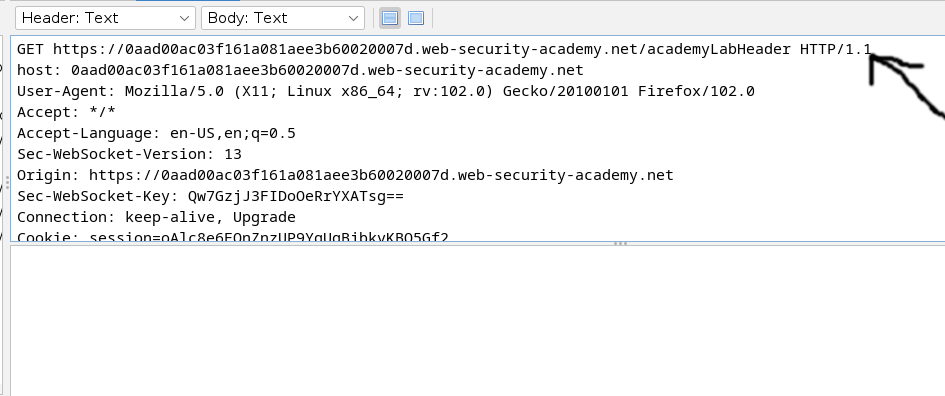 Header: Text Body: Text
GET https://0aad00ac03f161a081aee3b60020007d.web-security-academy.net/academyLabHeader HTTP/1.1
host: 0aad00ac03f161a081aee3b60020007d.web-security-academy.net
User-Agent: Mozilla/5.0 (X11; Linux x86_64; rv:102.0) Gecko/20100101 Firefox/102.0
Accept: */*
Accept-Language: en-US,en;q=0.5
Sec-WebSocket-Version: 13
Origin: https://0aad00ac03f161a081aee3b60020007d.web-security-academy.net
Sec-WebSocket-Key: Qw7GzjJ3FIDoOeRrYXATsg==
Connection: keep-alive, Upgrade
Cookie: